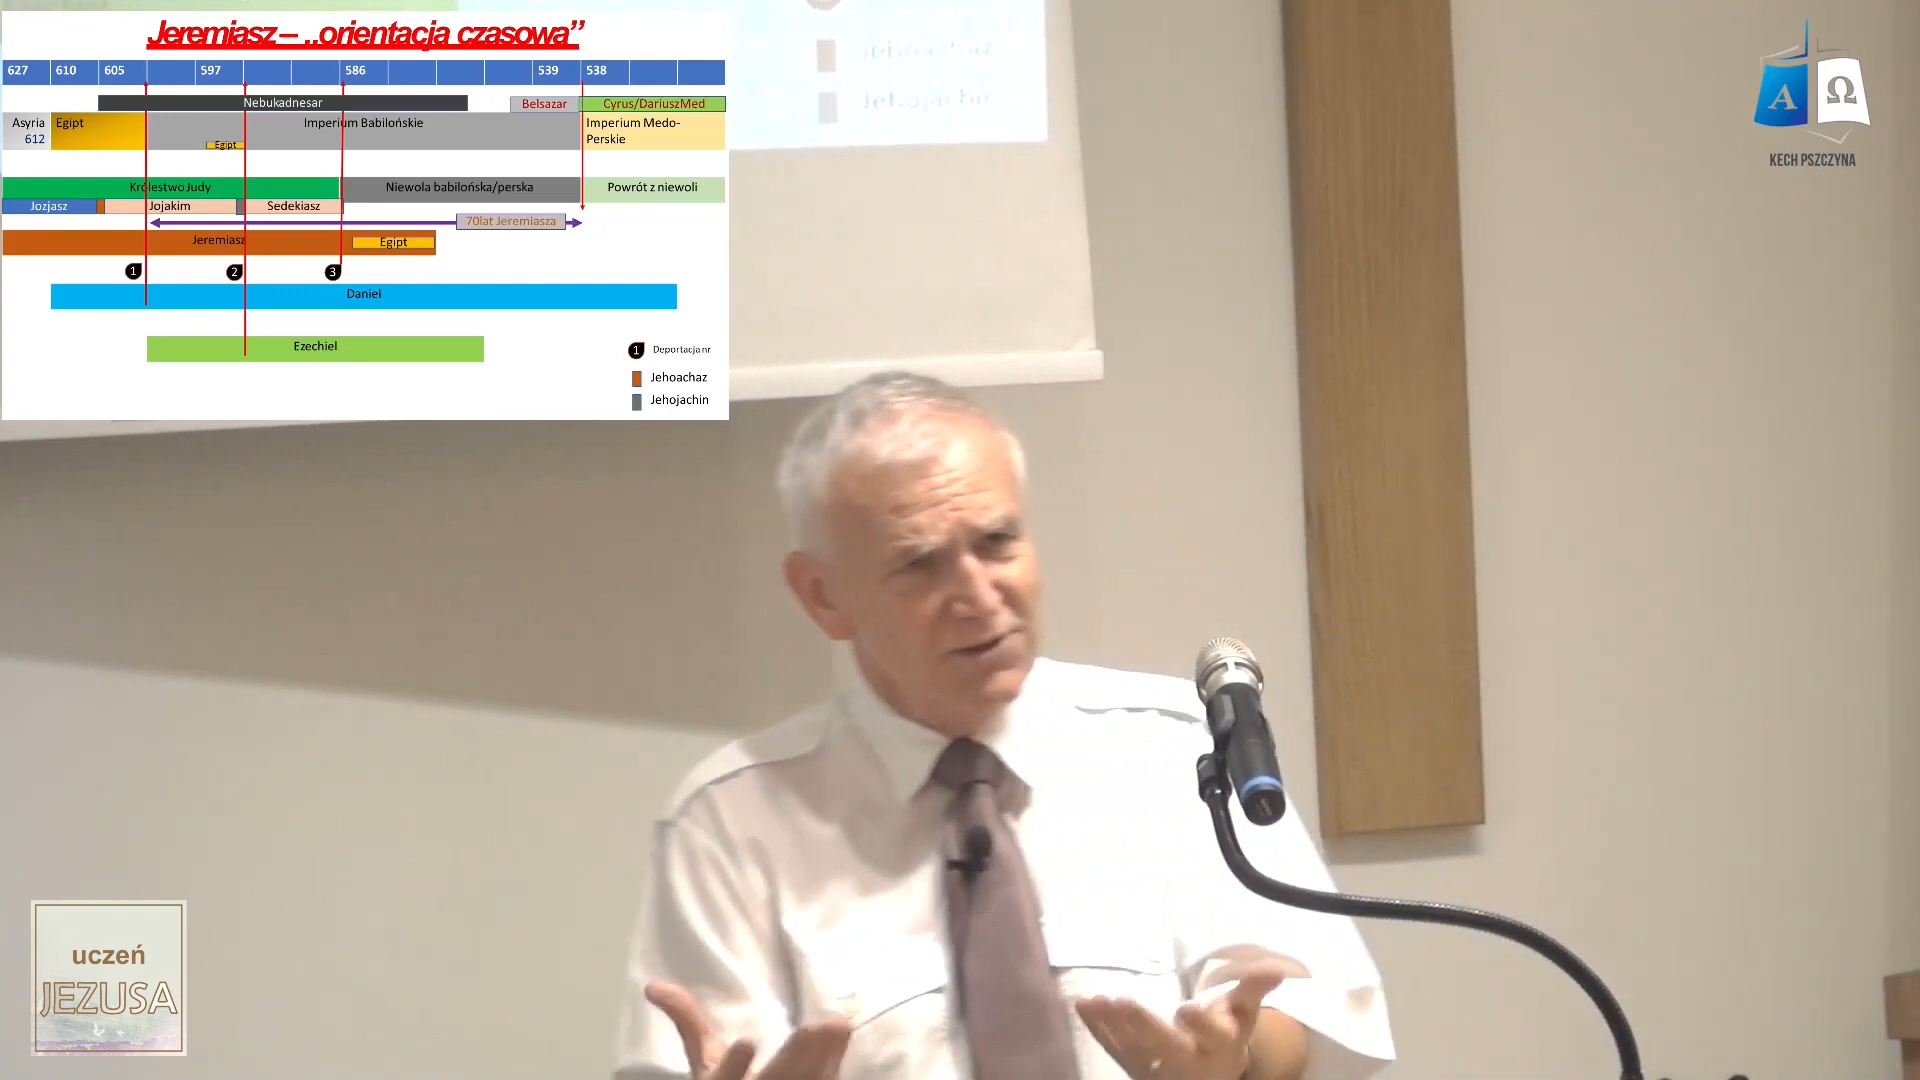 Jeremiasz – „orientacja czasowa”
627 610 605 597 586 539 538
Nebukadnesar
Belsazar
Cyrus/DariuszMed
Asyria
612
Egipt
Imperium Babilońskie
Imperium Medo-
Perskie
Egipt
Królestwo Judy
Niewola babilońska/perska
Powrót z niewoli
Jozjasz
Jojakim
Sedekiasz
70lat Jeremiasza
Jeremiasz
Egipt
1
2
3
Daniel
Ezechiel
1 Deportacja nr
Jehoachaz
Jehojachin
A Ω
KECH PSZCZYNA
uczeń
JEZUSA